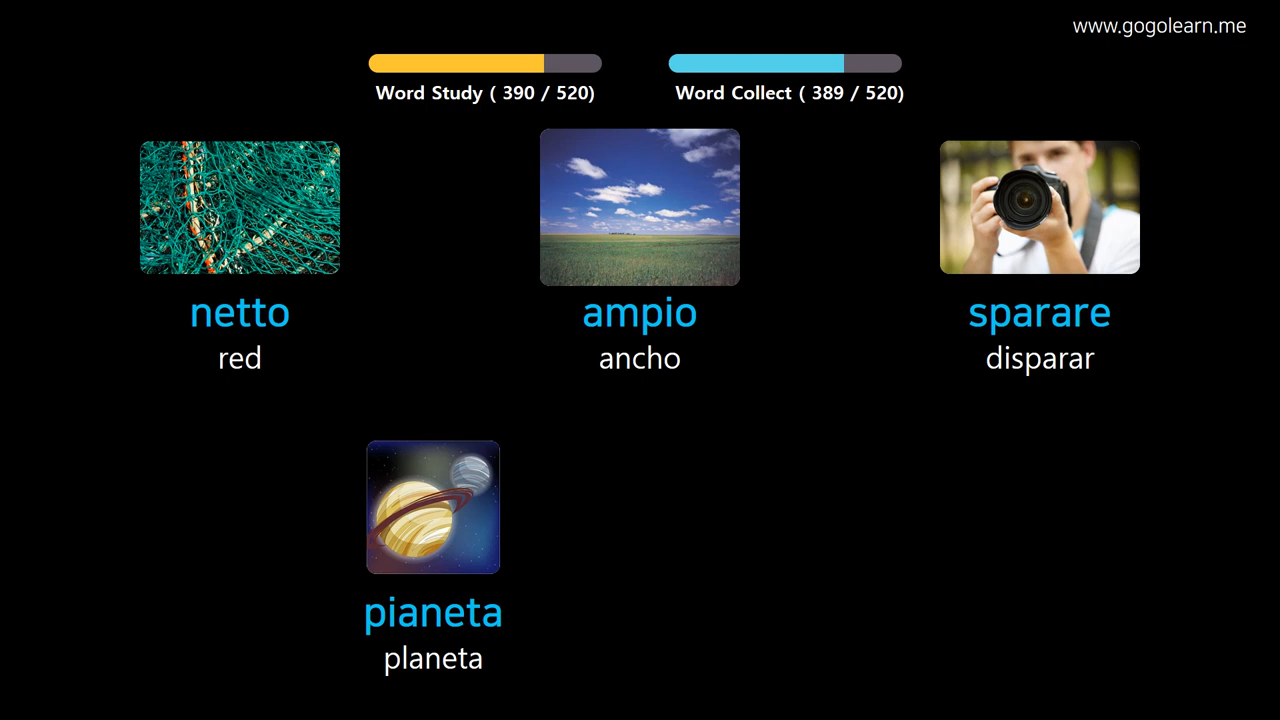 www.gogolearn.me
Word Study ( 390 / 520)
Word Collect ( 389 / 520)
netto
red
ampio
ancho
sparare
disparar
pianeta
planeta